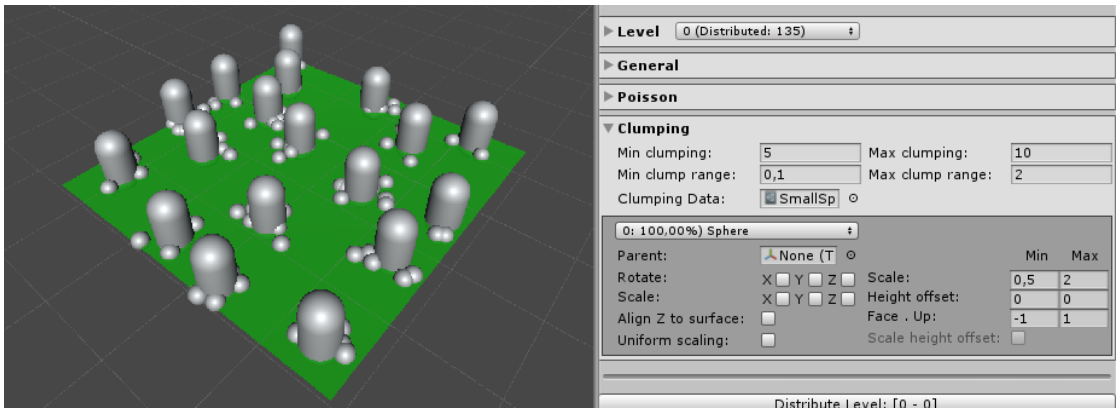 Level 0 (Distributed: 135)
General
Poisson
Clumping
Min clumping: 5 Max clumping: 10
Min clump range: 0,1 Max clump range: 2
Clumping Data: SmallSp
0: 100,00%) Sphere
Parent: None (T Min Max
Rotate: X Y Z Scale: 0,5 2
Scale: X Y Z Height offset: 0 0
Align Z to surface: Face . Up: -1 1
Uniform scaling: Scale height offset:
Distribute Level: [0 - 0]